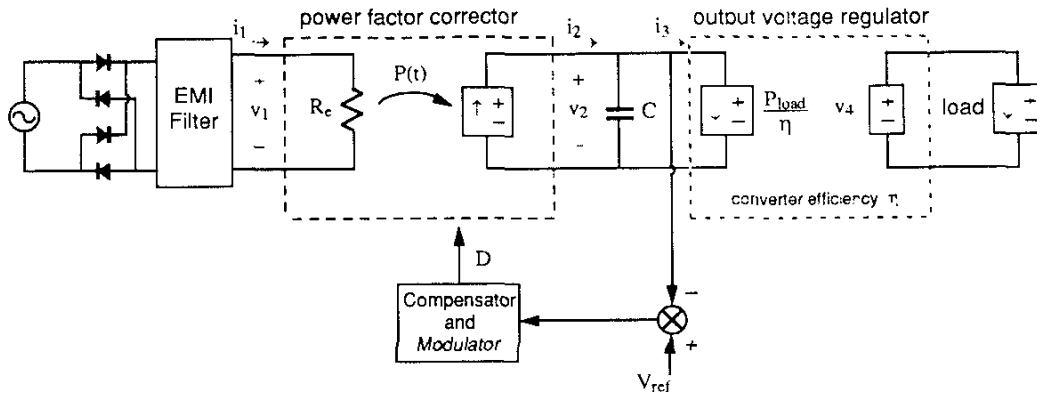 power factor corrector
output voltage regulator
i1
i2
i3
EMI
Filter
+
v1
−
Re
P(t)
↑
+
−
+
v2
−
C
+
−
Pload
η
v4
+
−
load
+
−
converter efficiency η
D
Compensator
and
Modulator
−
+
Vref